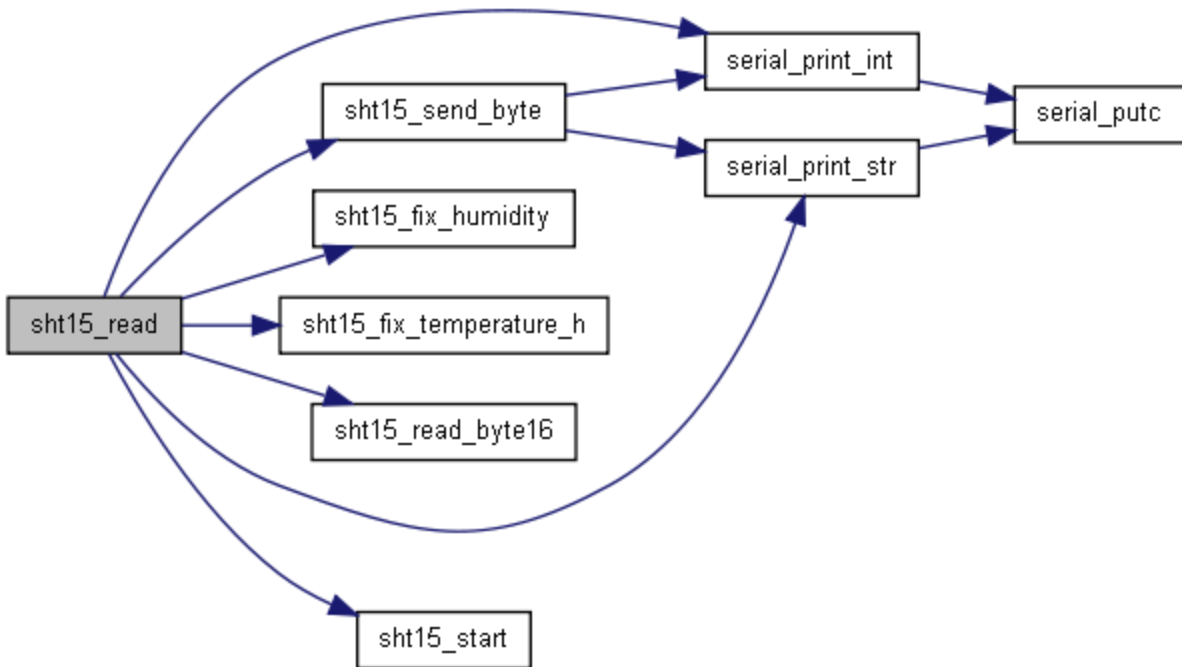 serial_print_int
sht15_send_byte
serial_putc
serial_print_str
sht15_fix_humidity
sht15_read
sht15_fix_temperature_h
sht15_read_byte16
sht15_start